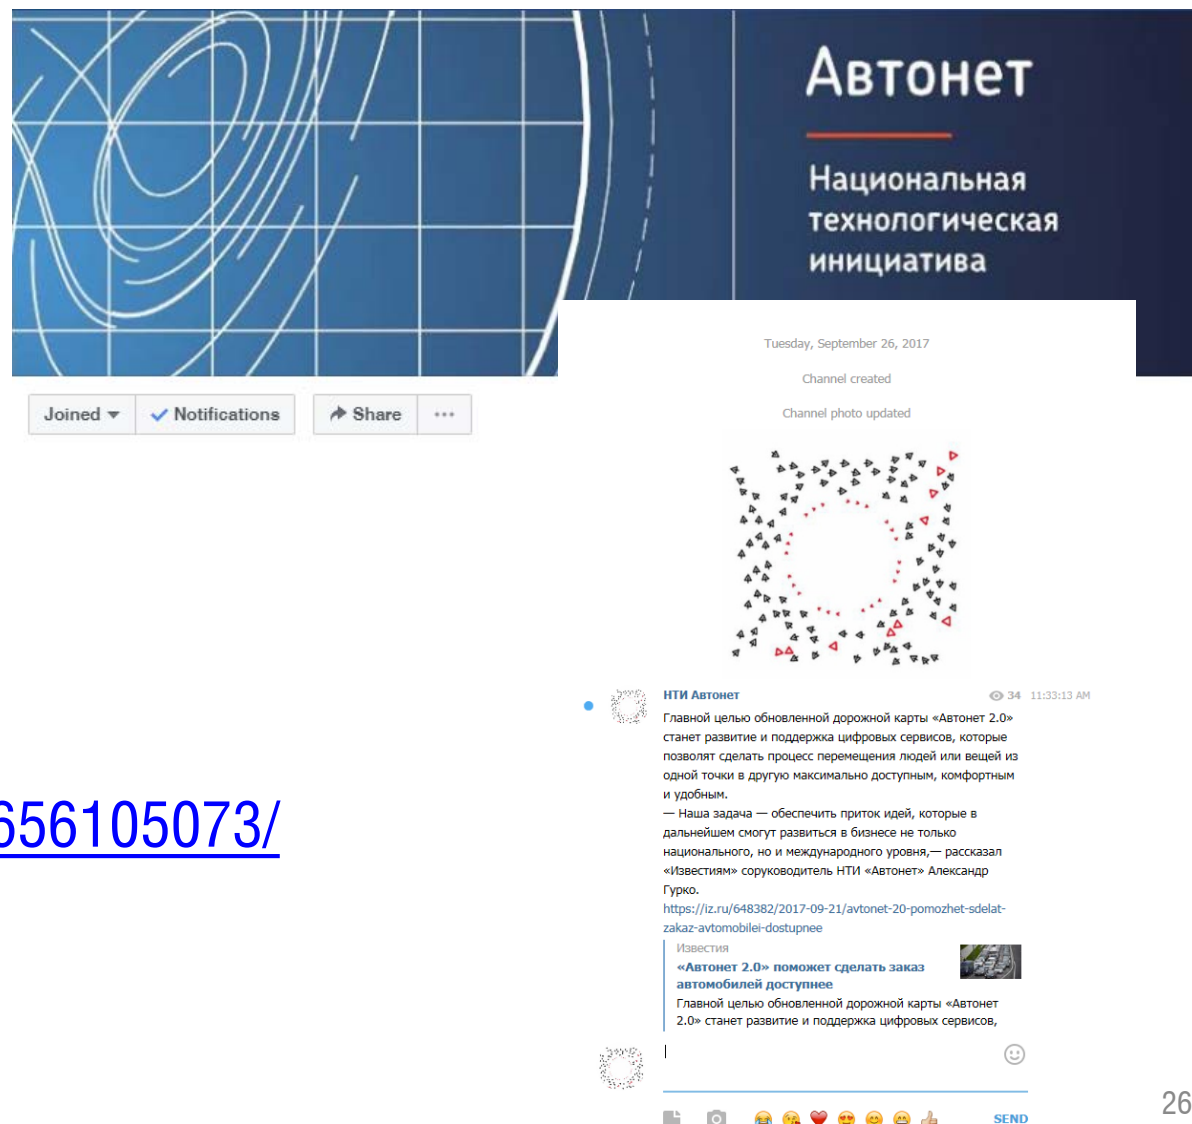 Автонет
Национальная
технологическая
инициатива
Joined
Notifications
Share
Tuesday, September 26, 2017
Channel created
Channel photo updated
НТИ Автонет
34 11:33:13 AM
Главной целью обновленной дорожной карты «Автонет 2.0»
станет развитие и поддержка цифровых сервисов, которые
позволят сделать процесс перемещения людей или вещей из
одной точки в другую максимально доступным, комфортным
и удобным.
— Наша задача — обеспечить приток идей, которые в
дальнейшем смогут развиться в бизнесе не только
национального, но и международного уровня,— рассказал
«Известиям» соруководитель НТИ «Автонет» Александр
Гурко.
https://iz.ru/648382/2017-09-21/avtonet-20-pomozhet-sdelat-
zakaz-avtomobilei-dostupnee
Известия
«Автонет 2.0» поможет сделать заказ
автомобилей доступнее
Главной целью обновленной дорожной карты «Автонет
2.0» станет развитие и поддержка цифровых сервисов,
SEND
656105073/
26